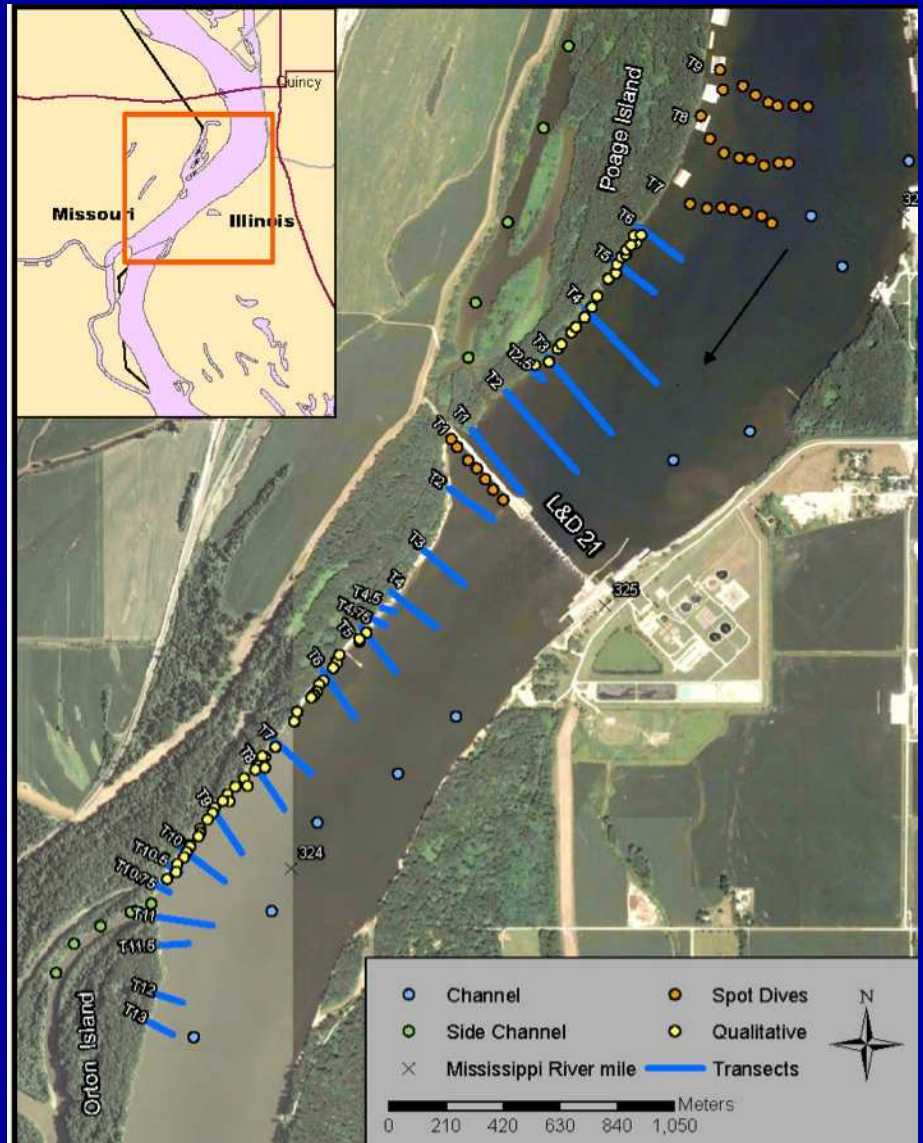 Quincy
Missouri
Illinois
Poage Island
T9
T8
T7
T6
T5
T4
T3
T2.5
T2
T1
T1
T2
L&D 21
T3
T4
T4.5
T4.75
T5
325
T6
T7
T8
T9
T10
T10.5
T10.75
324
T11
T11.5
T12
T13
Orton Island
Channel
Side Channel
Mississippi River mile
Spot Dives
Qualitative
Transects
N
Meters
0 210 420 630 840 1,050